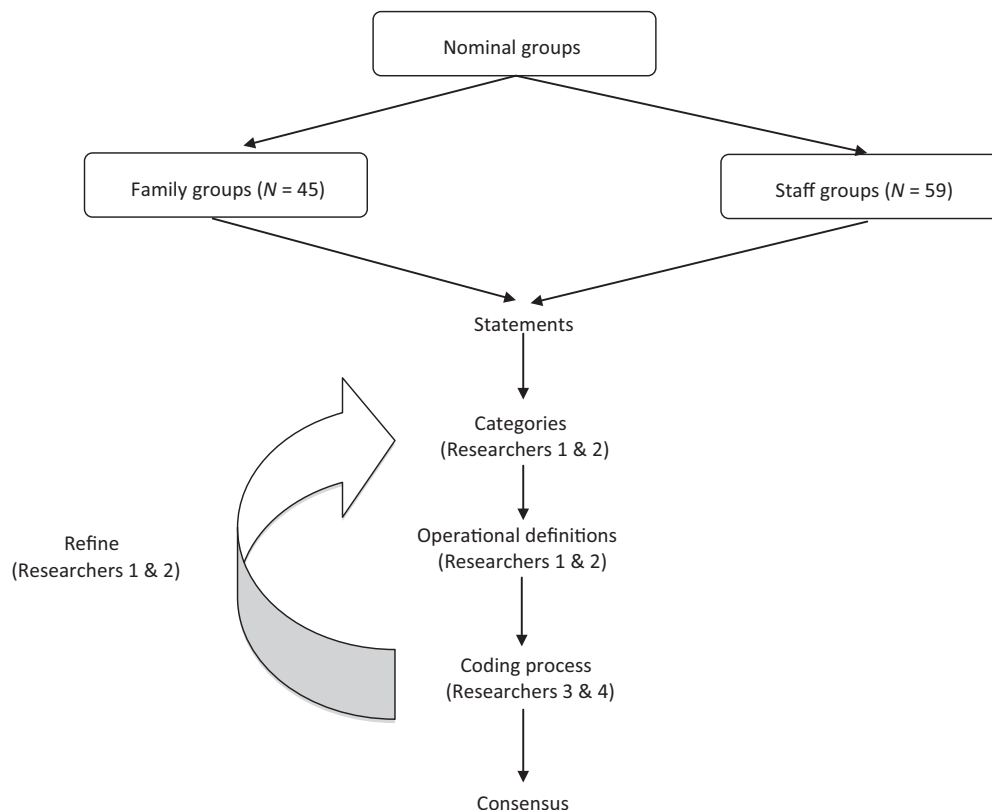 Nominal groups
Family groups (N = 45)
Staff groups (N = 59)
Statements
Categories
(Researchers 1 & 2)
Operational definitions
(Researchers 1 & 2)
Refine
(Researchers 1 & 2)
Coding process
(Researchers 3 & 4)
Consensus